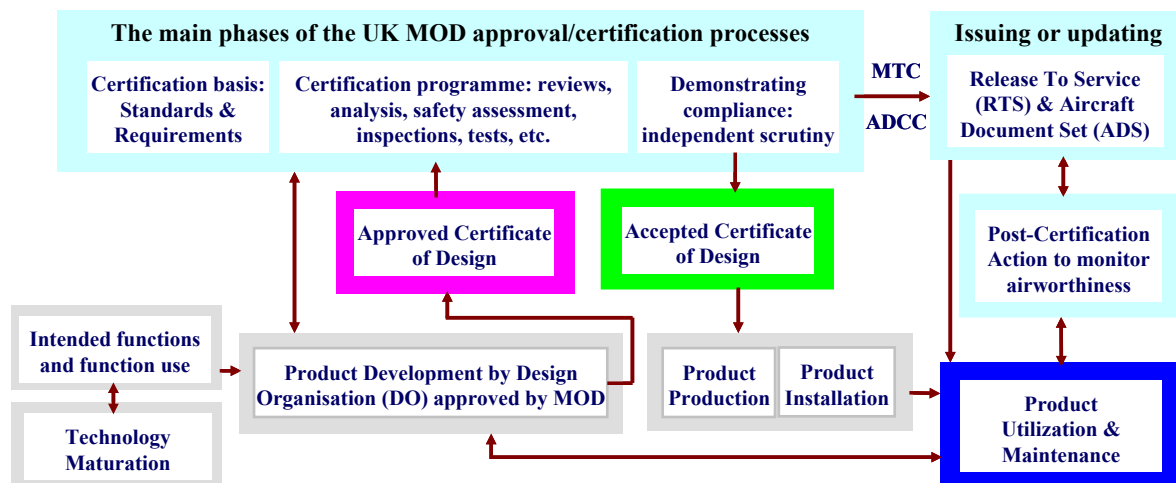 The main phases of the UK MOD approval/certification processes
Certification basis:
Standards &
Requirements
Certification programme: reviews,
analysis, safety assessment,
inspections, tests, etc.
Demonstrating
compliance:
independent scrutiny
MTC
ADCC
Issuing or updating
Release To Service
(RTS) & Aircraft
Document Set (ADS)
Approved Certificate
of Design
Accepted Certificate
of Design
Post-Certification
Action to monitor
airworthiness
Intended functions
and function use
Technology
Maturation
Product Development by Design
Organisation (DO) approved by MOD
Product
Production
Product
Installation
Product
Utilization &
Maintenance